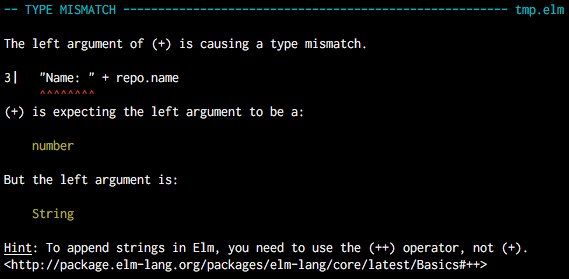 -- TYPE MISMATCH ------------------------------------------------------- tmp.elm
The left argument of (+) is causing a type mismatch.
3|   "Name: " + repo.name
     ^^^^^^^^
(+) is expecting the left argument to be a:
    number
But the left argument is:
    String
Hint: To append strings in Elm, you need to use the (++) operator, not (+).
<http://package.elm-lang.org/packages/elm-lang/core/latest/Basics#++>